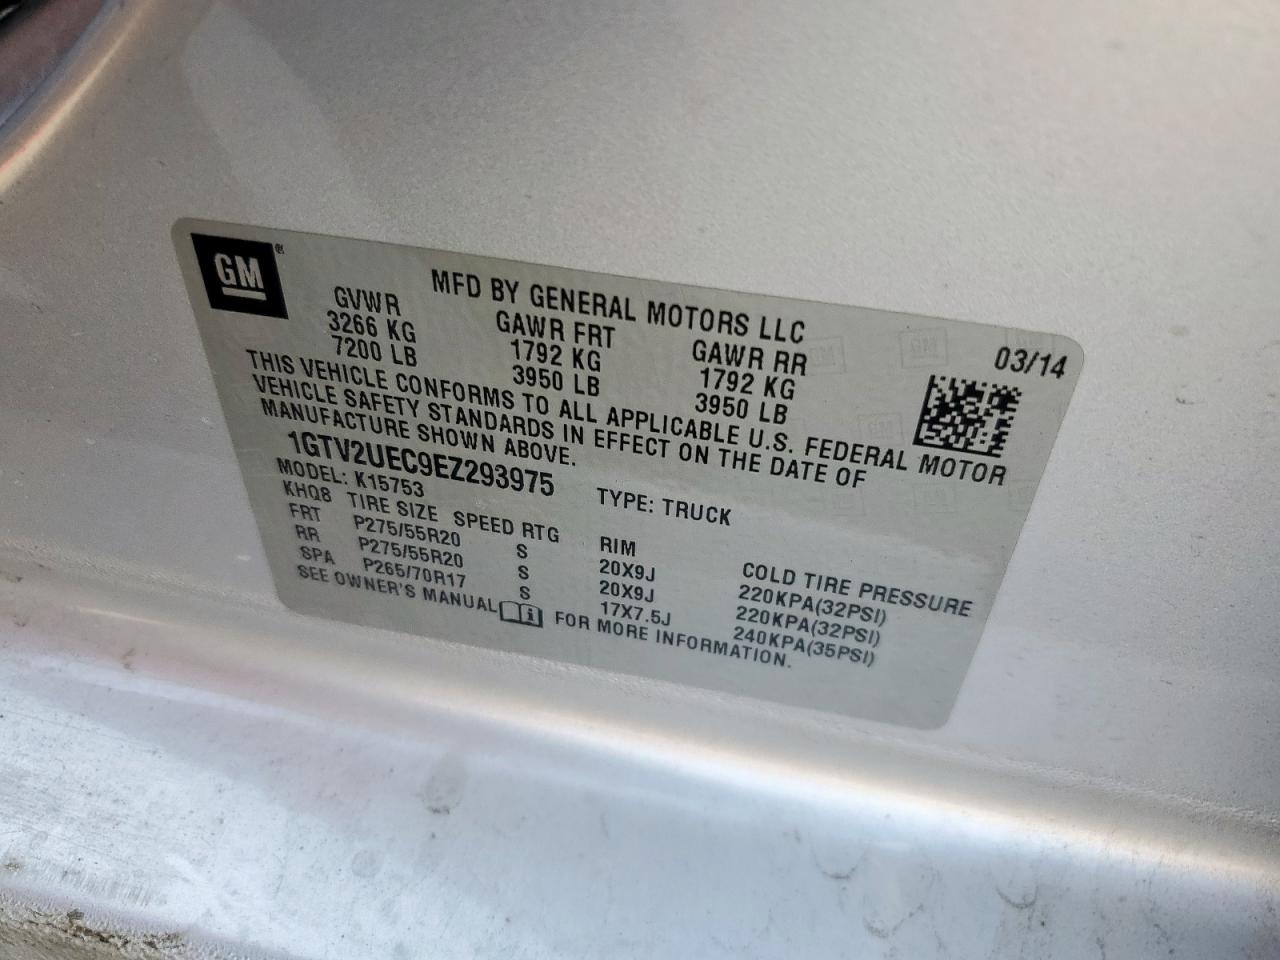 GM®
MFD BY GENERAL MOTORS LLC 03/14
GVWR GAWR FRT GAWR RR
3266 KG 1792 KG 1792 KG
7200 LB 3950 LB 3950 LB
THIS VEHICLE CONFORMS TO ALL APPLICABLE U.S. FEDERAL MOTOR
VEHICLE SAFETY STANDARDS IN EFFECT ON THE DATE OF
MANUFACTURE SHOWN ABOVE.
1GTV2UEC9EZ293975 TYPE: TRUCK
MODEL: K15753
KHQ8 TIRE SIZE SPEED RTG RIM COLD TIRE PRESSURE
FRT P275/55R20 S 20X9J 220KPA(32PSI)
RR P275/55R20 S 20X9J 220KPA(32PSI)
SPA P265/70R17 S 17X7.5J 240KPA(35PSI)
SEE OWNER'S MANUAL FOR MORE INFORMATION.